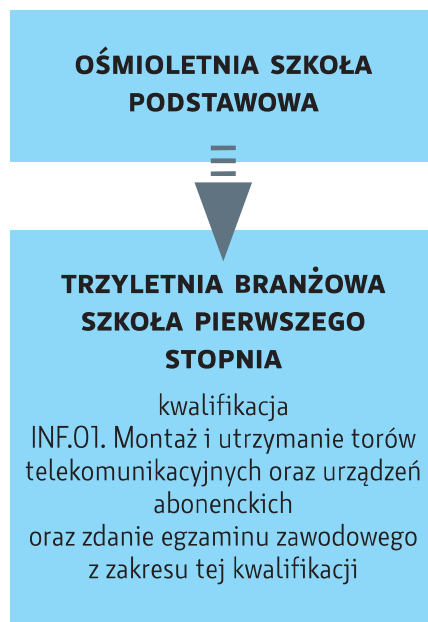 OŚMIOLETNIA SZKOŁA
PODSTAWOWA
TRZYLETNIA BRANŻOWA
SZKOŁA PIERWSZEGO
STOPNIA
kwalifikacja
INF.01. Montaż i utrzymanie torów
telekomunikacyjnych oraz urządzeń
abonenckich
oraz zdanie egzaminu zawodowego
z zakresu tej kwalifikacji